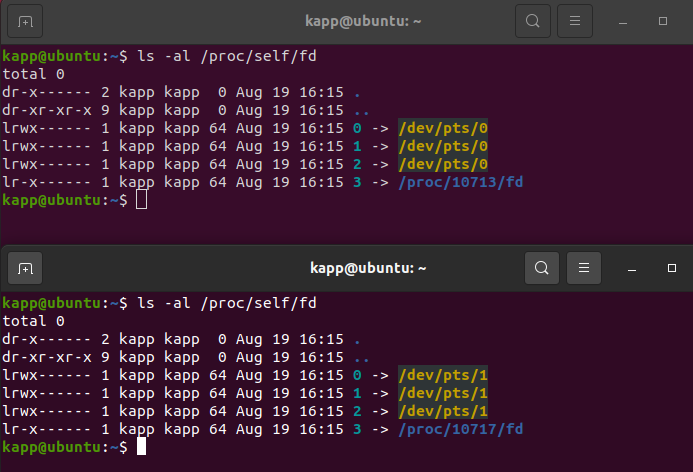 kapp@ubuntu: ~
kapp@ubuntu:~$ ls -al /proc/self/fd
total 0
dr-x------ 2 kapp kapp  0 Aug 19 16:15 .
dr-xr-xr-x 9 kapp kapp  0 Aug 19 16:15 ..
lrwx------ 1 kapp kapp 64 Aug 19 16:15 0 -> /dev/pts/0
lrwx------ 1 kapp kapp 64 Aug 19 16:15 1 -> /dev/pts/0
lrwx------ 1 kapp kapp 64 Aug 19 16:15 2 -> /dev/pts/0
lr-x------ 1 kapp kapp 64 Aug 19 16:15 3 -> /proc/10713/fd
kapp@ubuntu:~$
kapp@ubuntu: ~
kapp@ubuntu:~$ ls -al /proc/self/fd
total 0
dr-x------ 2 kapp kapp  0 Aug 19 16:15 .
dr-xr-xr-x 9 kapp kapp  0 Aug 19 16:15 ..
lrwx------ 1 kapp kapp 64 Aug 19 16:15 0 -> /dev/pts/1
lrwx------ 1 kapp kapp 64 Aug 19 16:15 1 -> /dev/pts/1
lrwx------ 1 kapp kapp 64 Aug 19 16:15 2 -> /dev/pts/1
lr-x------ 1 kapp kapp 64 Aug 19 16:15 3 -> /proc/10717/fd
kapp@ubuntu:~$